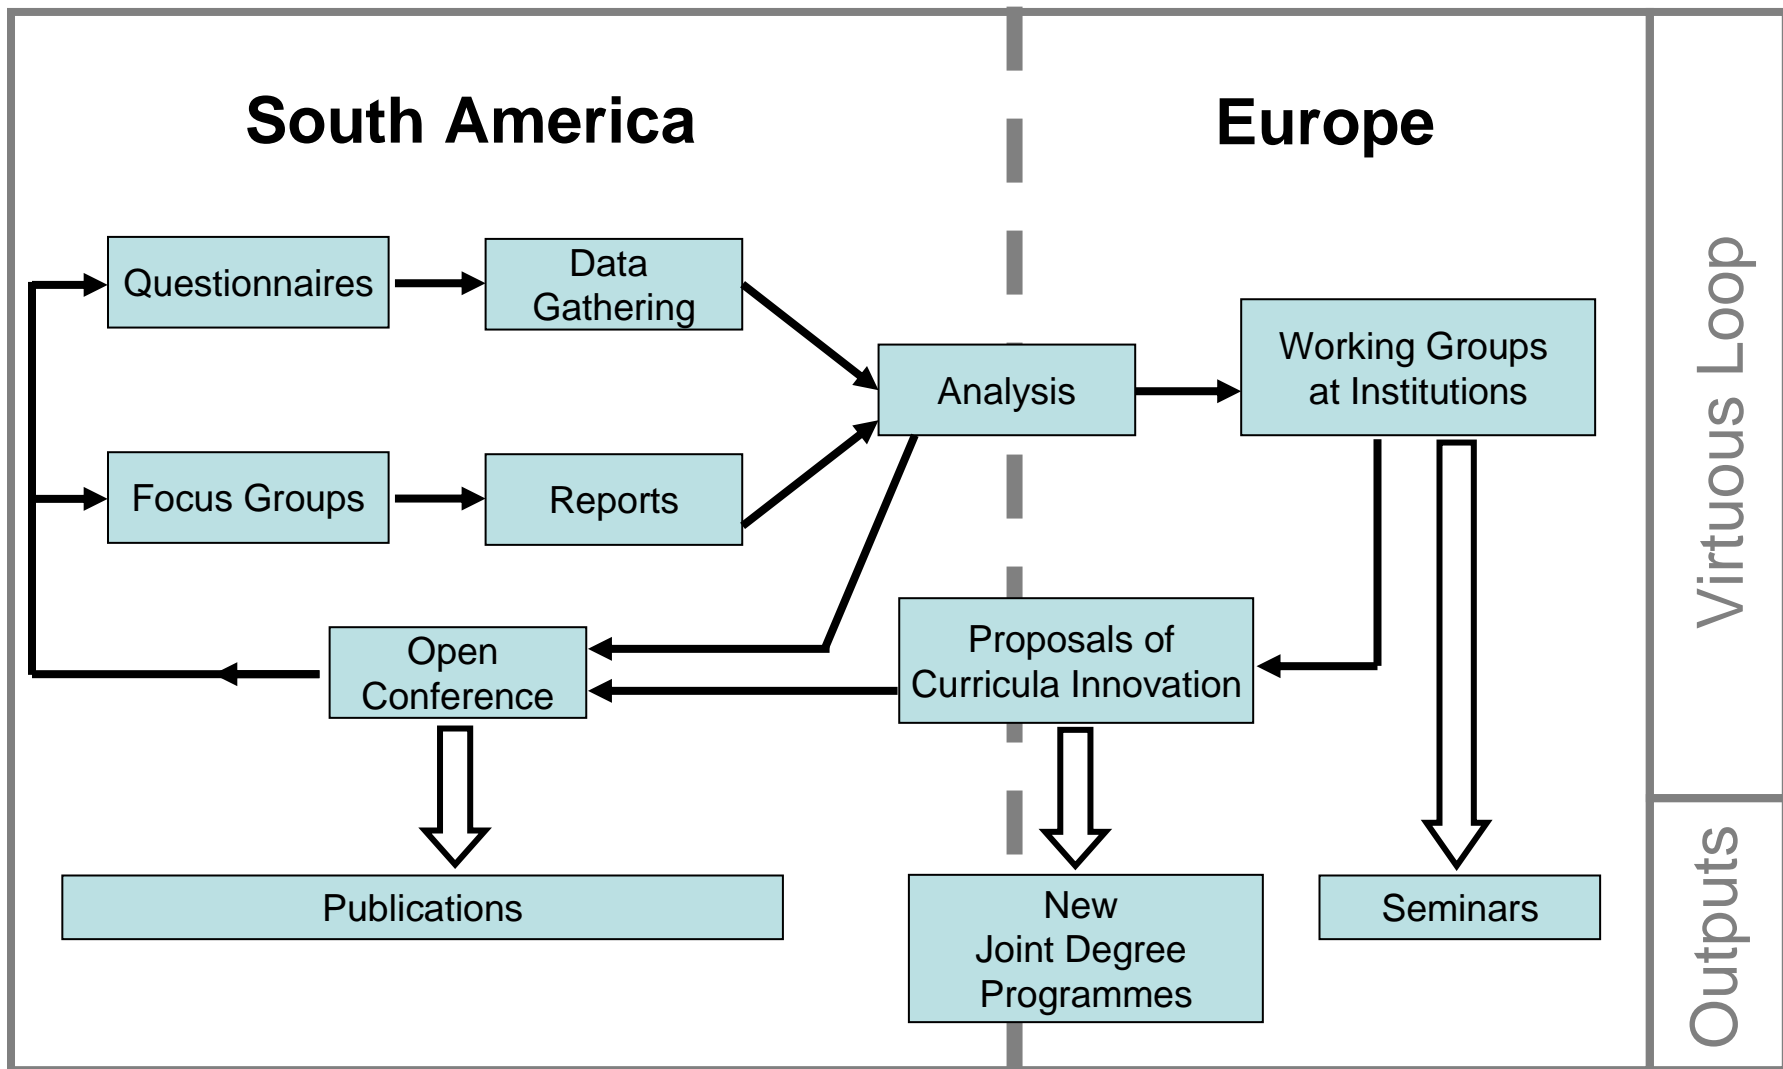 South America
Europe
Questionnaires
Data
Gathering
Analysis
Working Groups
at Institutions
Focus Groups
Reports
Open
Conference
Proposals of
Curricula Innovation
Publications
New
Joint Degree
Programmes
Seminars
Virtuous Loop
Outputs